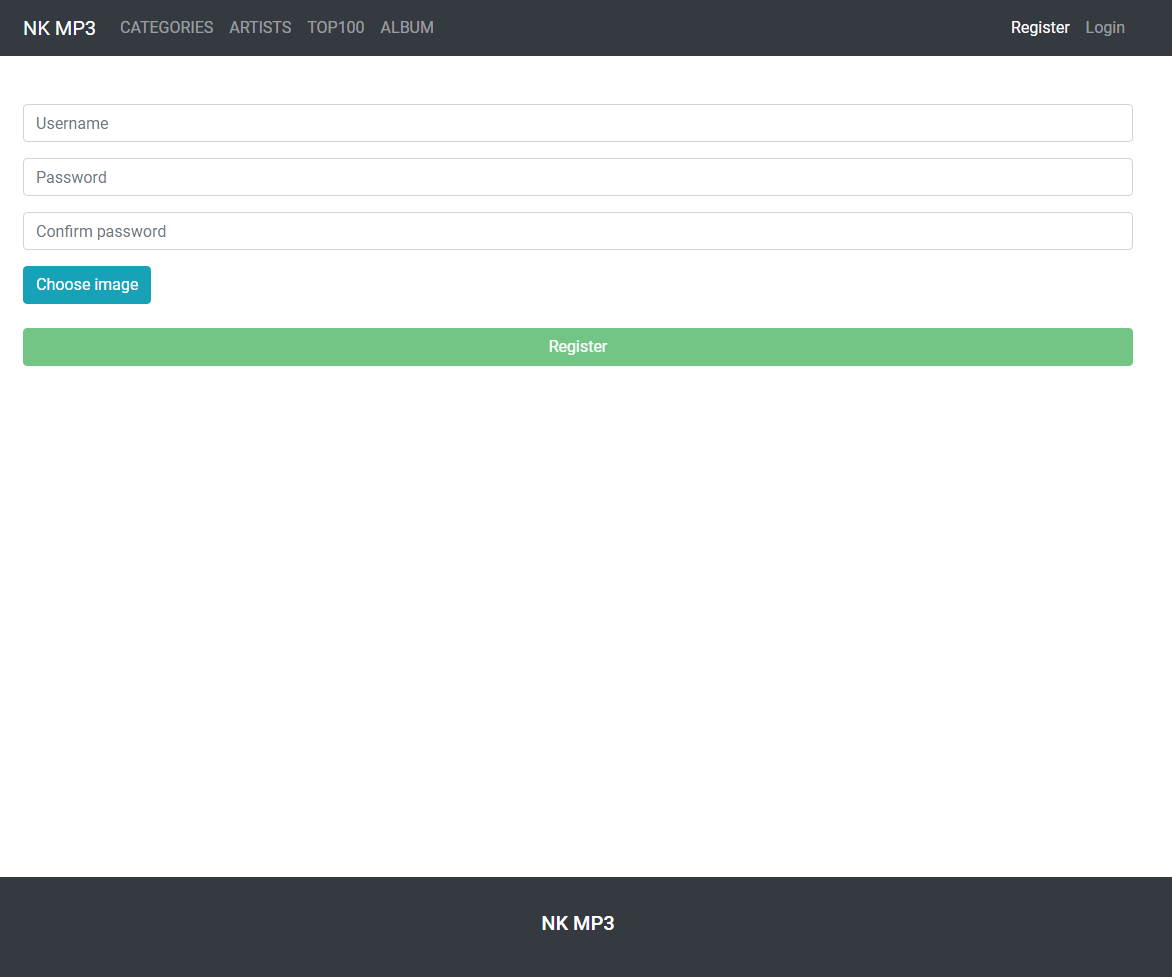 NK MP3 CATEGORIES ARTISTS TOP100 ALBUM Register Login
Username
Password
Confirm password
Choose image
Register
NK MP3